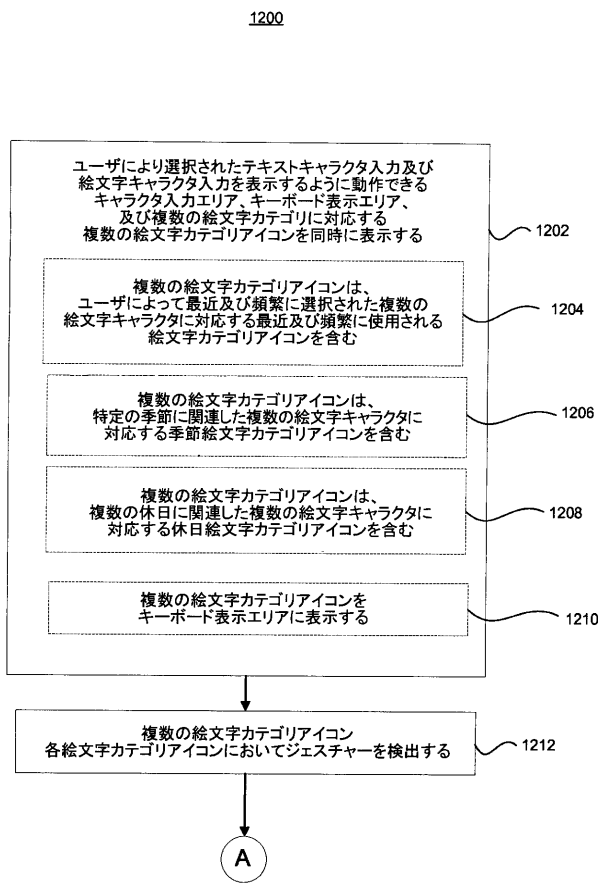 1200
ユーザにより選択されたテキストキャラクタ入力及び
絵文字キャラクタ入力を表示するように動作できる
キャラクタ入力エリア、キーボード表示エリア、
及び複数の絵文字カテゴリに対応する
複数の絵文字カテゴリアイコンを同時に表示する
1202
複数の絵文字カテゴリアイコンは、
ユーザによって最近及び頻繁に選択された複数の
絵文字キャラクタに対応する最近及び頻繁に使用される
絵文字カテゴリアイコンを含む
1204
複数の絵文字カテゴリアイコンは、
特定の季節に関連した複数の絵文字キャラクタに
対応する季節絵文字カテゴリアイコンを含む
1206
複数の絵文字カテゴリアイコンは、
複数の休日に関連した複数の絵文字キャラクタに
対応する休日絵文字カテゴリアイコンを含む
1208
複数の絵文字カテゴリアイコンを
キーボード表示エリアに表示する
1210
複数の絵文字カテゴリアイコン
各絵文字カテゴリアイコンにおいてジェスチャーを検出する
1212
A